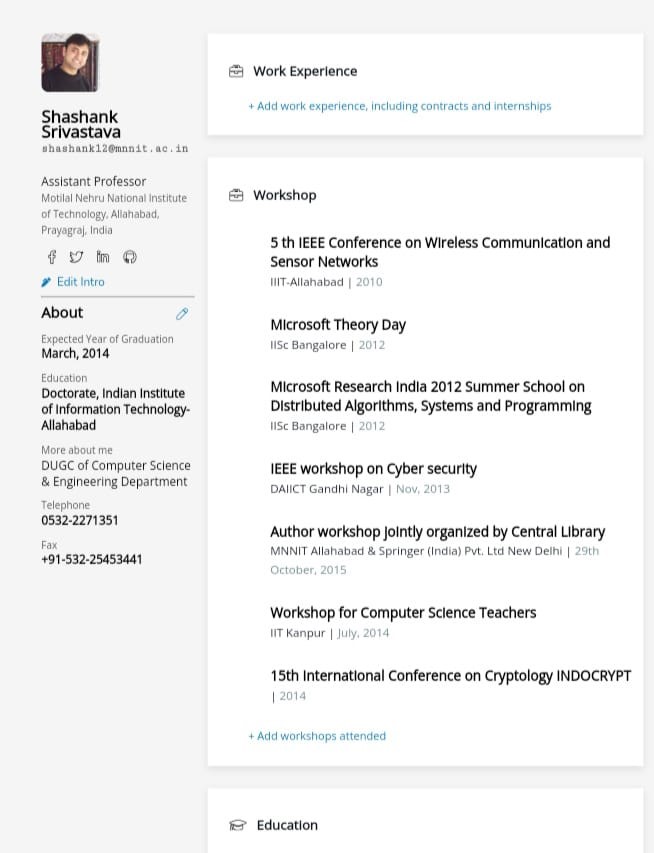 Shashank
Srivastava
shashank12@mnnit.ac.in
Assistant Professor
Motilal Nehru National Institute
of Technology, Allahabad,
Prayagraj, India
Edit Intro
About
Expected Year of Graduation
March, 2014
Education
Doctorate, Indian Institute
of Information Technology-
Allahabad
More about me
DUGC of Computer Science
& Engineering Department
Telephone
0532-2271351
Fax
+91-532-25453441
Work Experience
+ Add work experience, including contracts and internships
Workshop
5 th IEEE Conference on Wireless Communication and
Sensor Networks
IIIT-Allahabad | 2010
Microsoft Theory Day
IISc Bangalore | 2012
Microsoft Research India 2012 Summer School on
Distributed Algorithms, Systems and Programming
IISc Bangalore | 2012
IEEE workshop on Cyber security
DAIICT Gandhi Nagar | Nov, 2013
Author workshop jointly organized by Central Library
MNNIT Allahabad & Springer (India) Pvt. Ltd New Delhi | 29th
October, 2015
Workshop for Computer Science Teachers
IIT Kanpur | July, 2014
15th International Conference on Cryptology INDOCRYPT
| 2014
+ Add workshops attended
Education